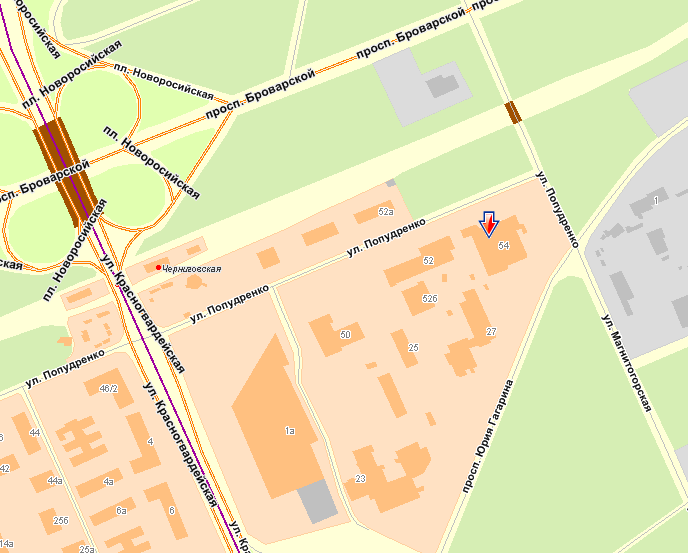 Новоросийская
просп. Броварской
пл. Новоросийская
пл. Новоросийская
просп. Броварской
пл. Новоросийская
просп. Броварской
ул. Попудренко
1
52а
пл. Новоросийская
ул. Попудренко
54
52
Черниговская
ул. Красногвардейская
ул. Попудренко
52б
ул. Магнитогорская
27
50
25
ул. Попудренко
просп. Юрия Гагарина
46/2
ул. Красногвардейская
1а
44
4
42
44а
4а
23
6а
6
25б
14а
25а